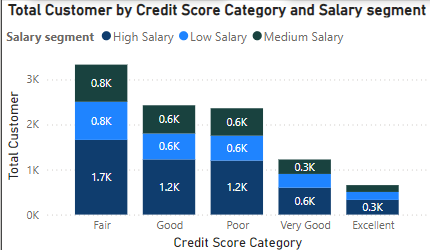 Total Customer by Credit Score Category and Salary segment
Salary segment High Salary Low Salary Medium Salary
Total Customer
3K
2K
1K
0K
0.8K
0.8K
1.7K
0.6K
0.6K
1.2K
0.6K
0.6K
1.2K
0.3K
0.6K
0.3K
Fair Good Poor Very Good Excellent
Credit Score Category